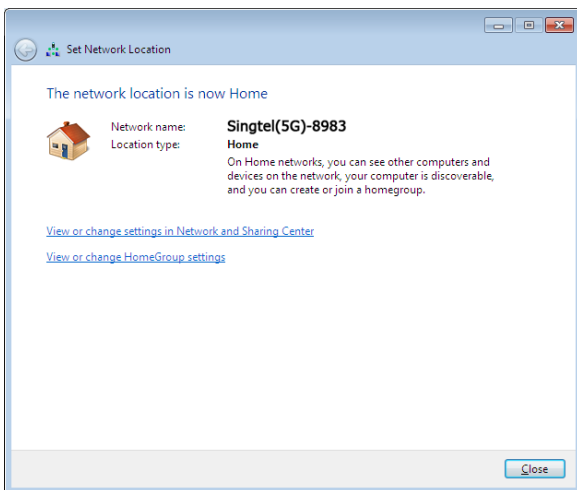 Set Network Location
The network location is now Home
Network name: Singtel(5G)-8983
Location type: Home
On Home networks, you can see other computers and
devices on the network, your computer is discoverable,
and you can create or join a homegroup.
View or change settings in Network and Sharing Center
View or change HomeGroup settings
Close